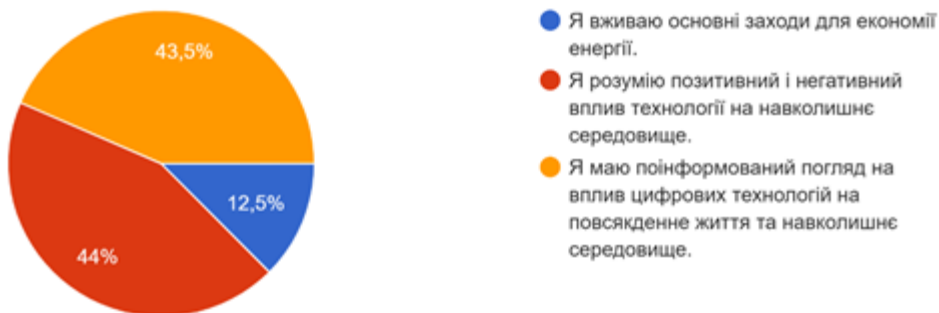 43,5%
12,5%
44%
Я вживаю основні заходи для економії
енергії.
Я розумію позитивний і негативний
вплив технології на навколишнє
середовище.
Я маю поінформований погляд на
вплив цифрових технологій на
повсякденне життя та навколишнє
середовище.